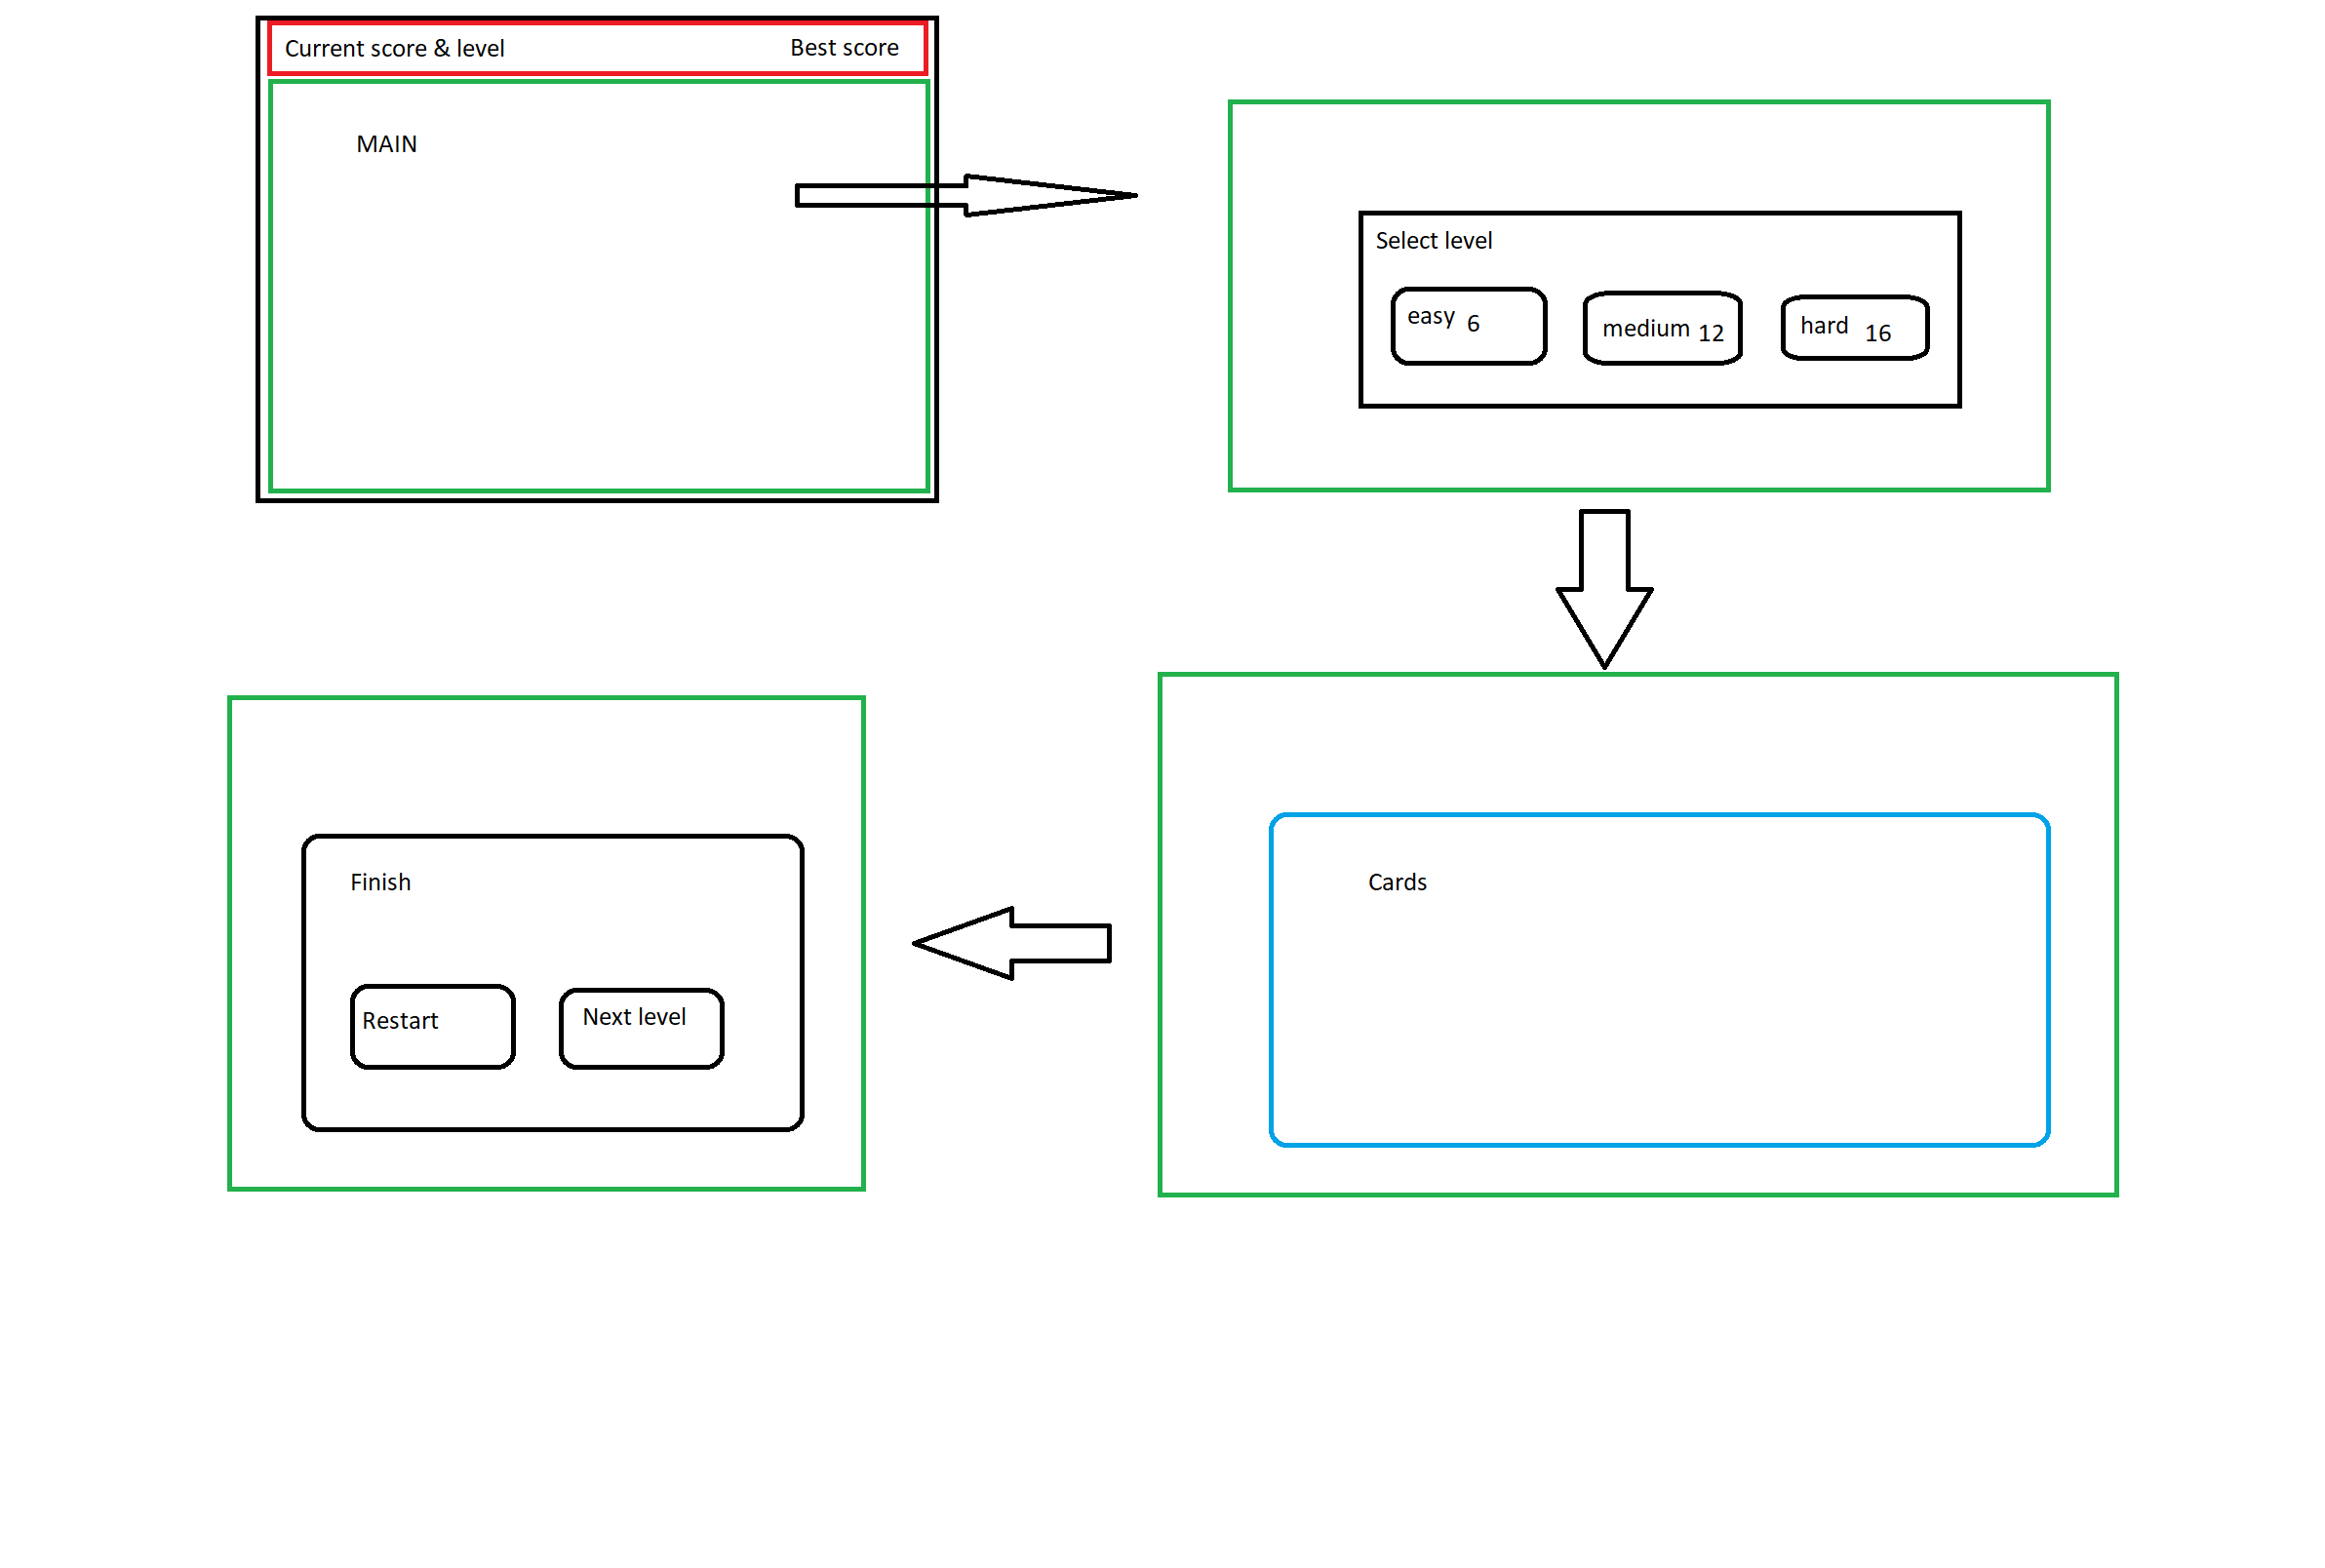 Current score & level
Best score
MAIN
Select level
easy 6
medium 12
hard 16
Cards
Finish
Restart
Next level